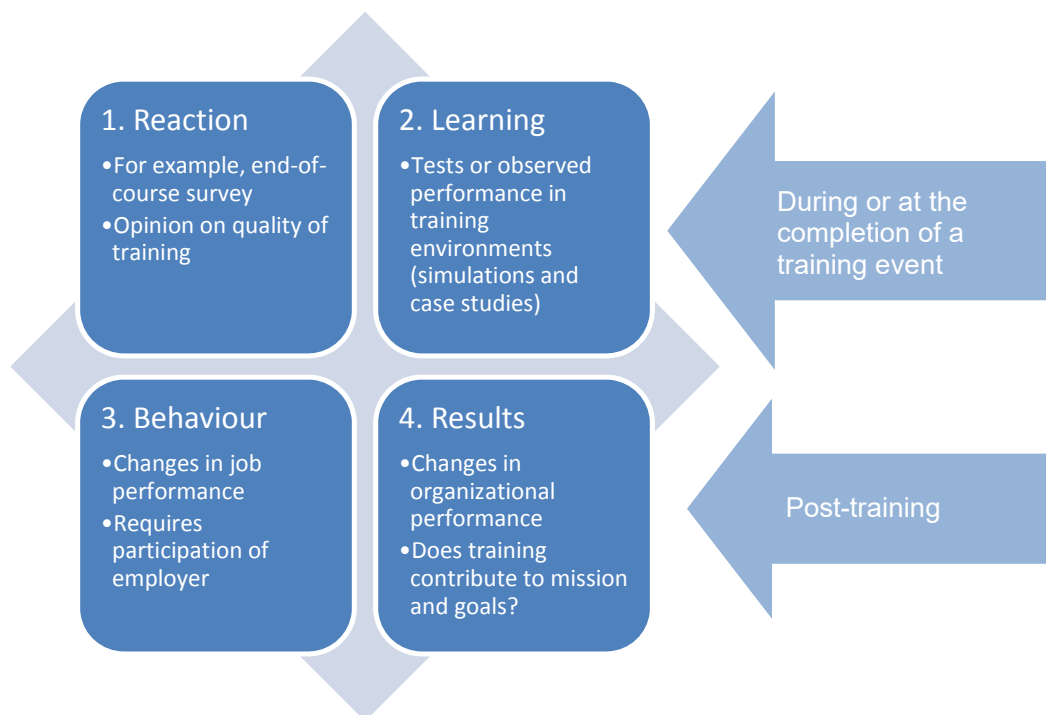 1. Reaction
•For example, end-of-
course survey
•Opinion on quality of
training
2. Learning
•Tests or observed
performance in
training
environments
(simulations and
case studies)
During or at the
completion of a
training event
3. Behaviour
•Changes in job
performance
•Requires
participation of
employer
4. Results
•Changes in
organizational
performance
•Does training
contribute to mission
and goals?
Post-training